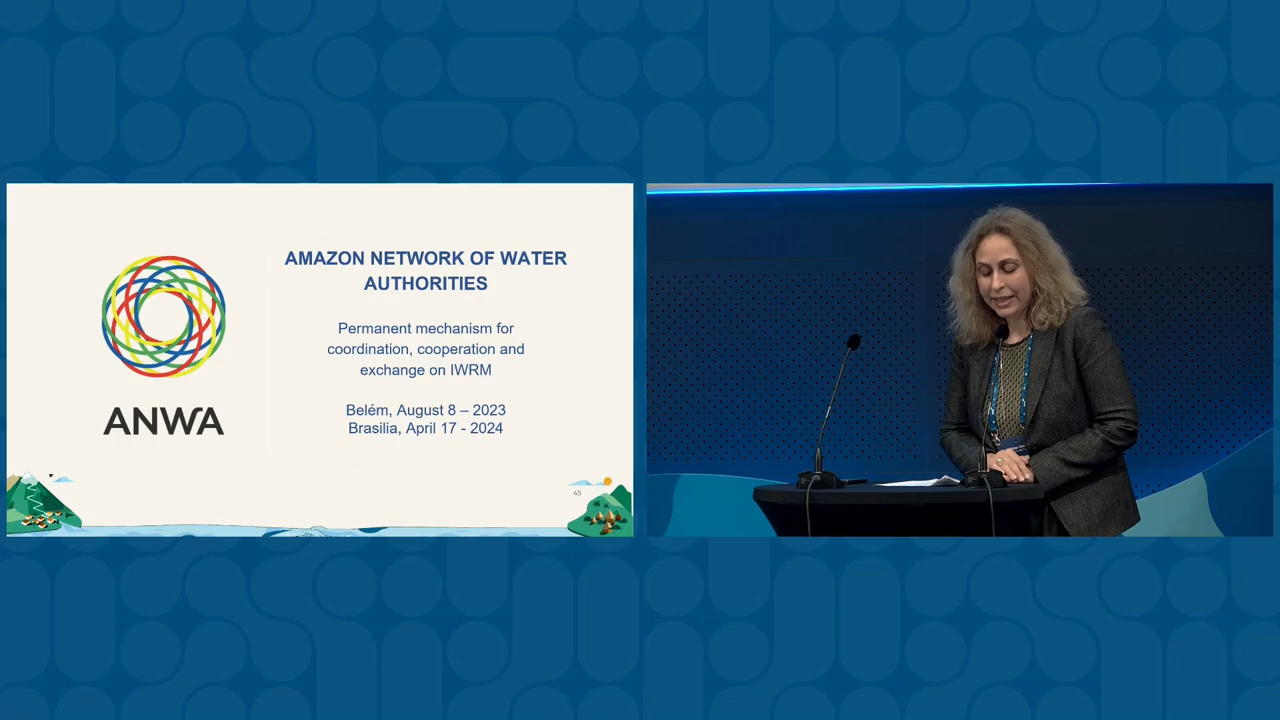 AMAZON NETWORK OF WATER
AUTHORITIES
Permanent mechanism for
coordination, cooperation and
exchange on IWRM
Belém, August 8 – 2023
Brasilia, April 17 - 2024
ANWA
45